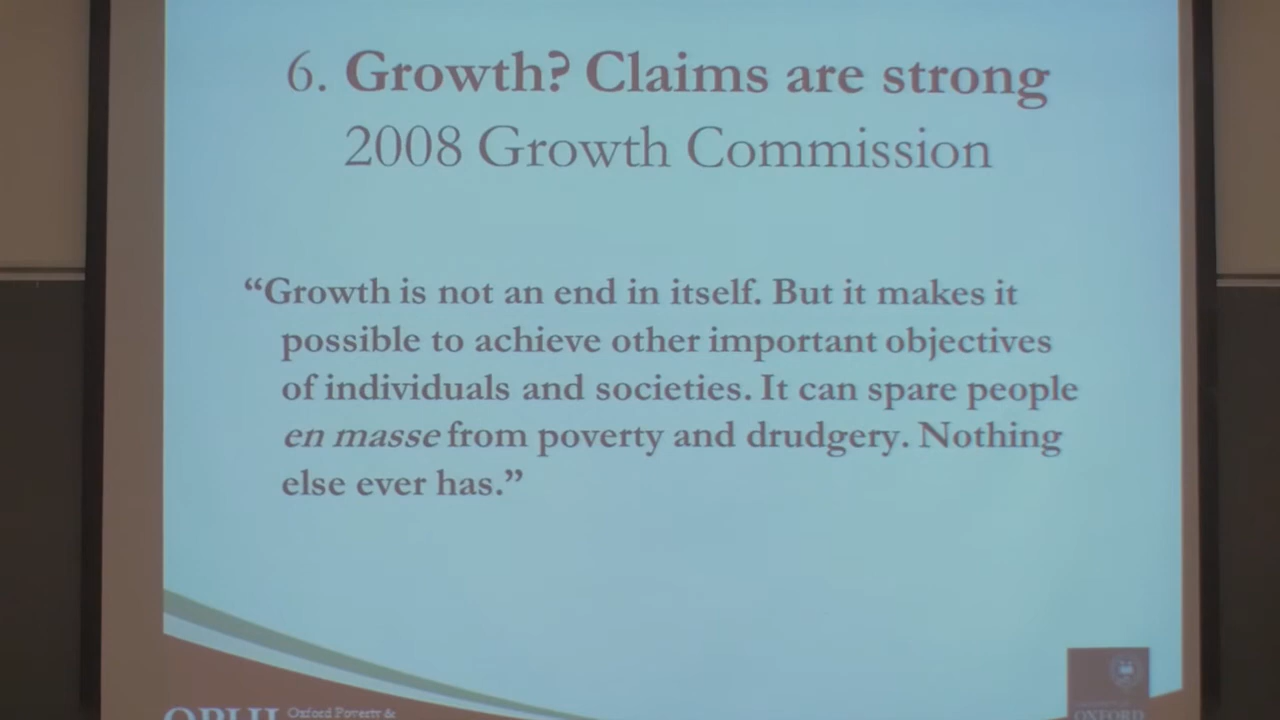 6. Growth? Claims are strong
2008 Growth Commission
“Growth is not an end in itself. But it makes it
possible to achieve other important objectives
of individuals and societies. It can spare people
en masse from poverty and drudgery. Nothing
else ever has.”
OPHI Oxford Poverty &
OXFORD